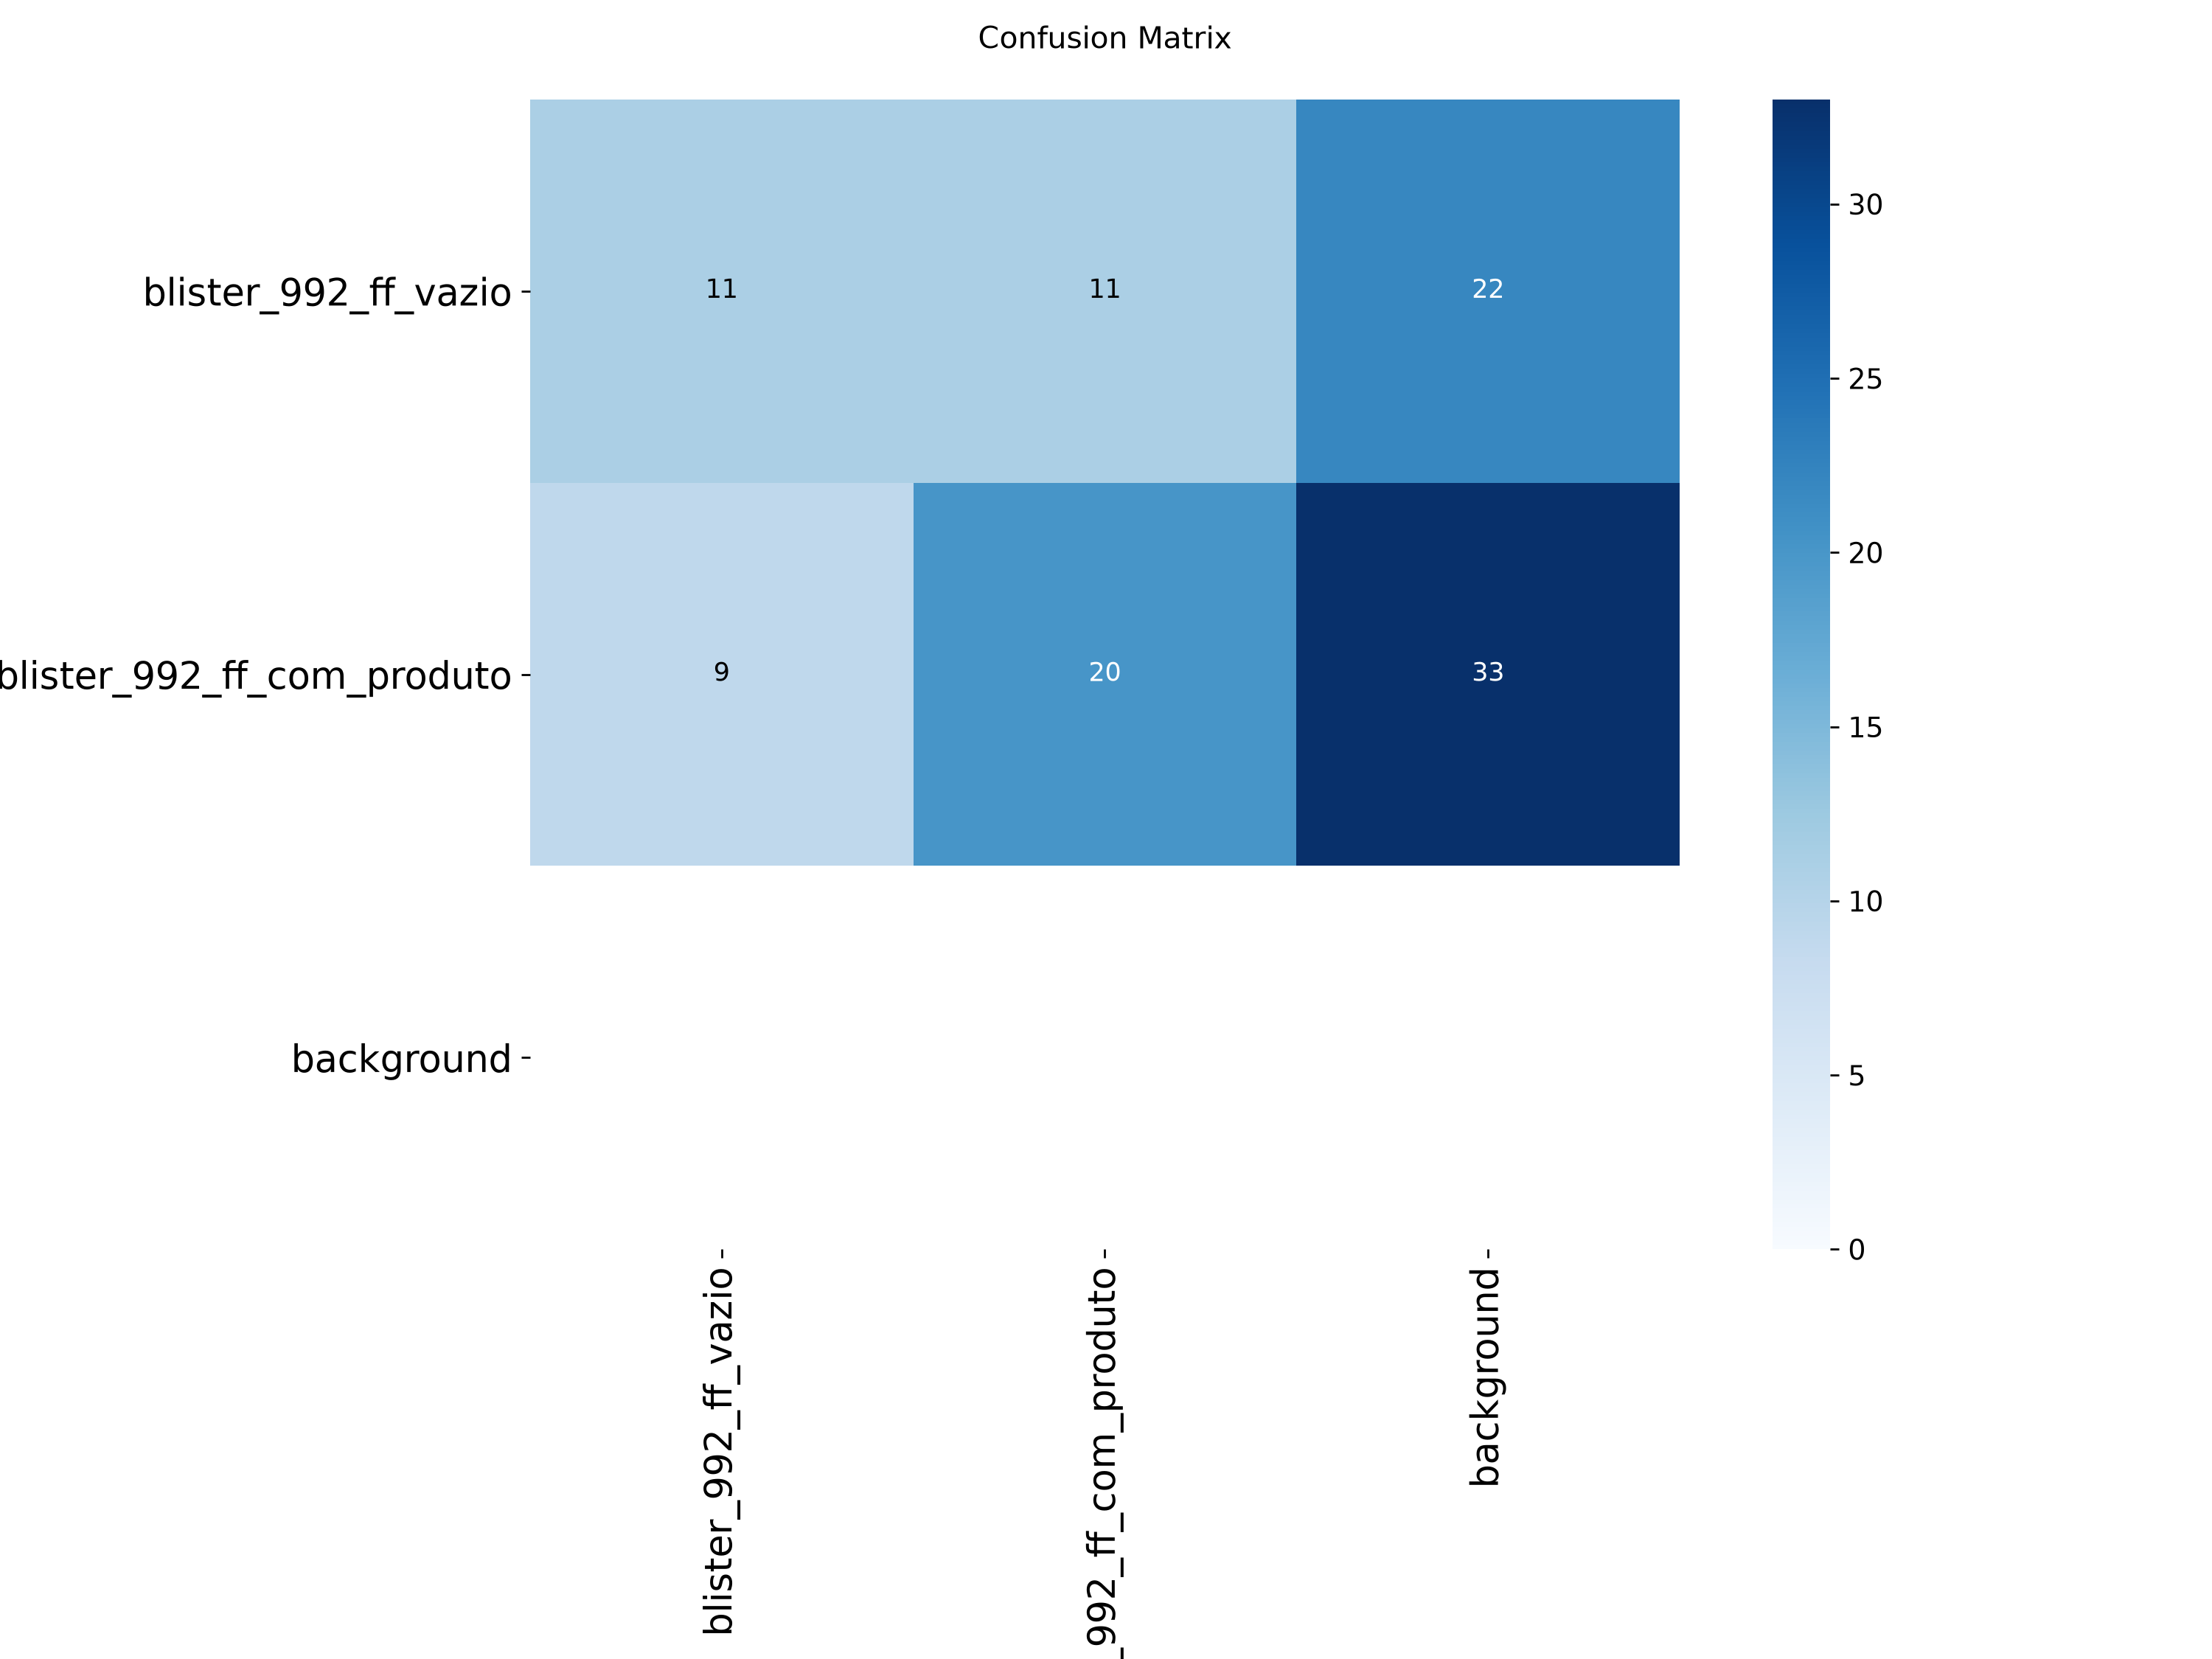 Confusion Matrix
blister_992_ff_vazio
11
11
22
blister_992_ff_com_produto
9
20
33
background
30
25
20
15
10
5
0
blister_992_ff_vazio
_992_ff_com_produto
background